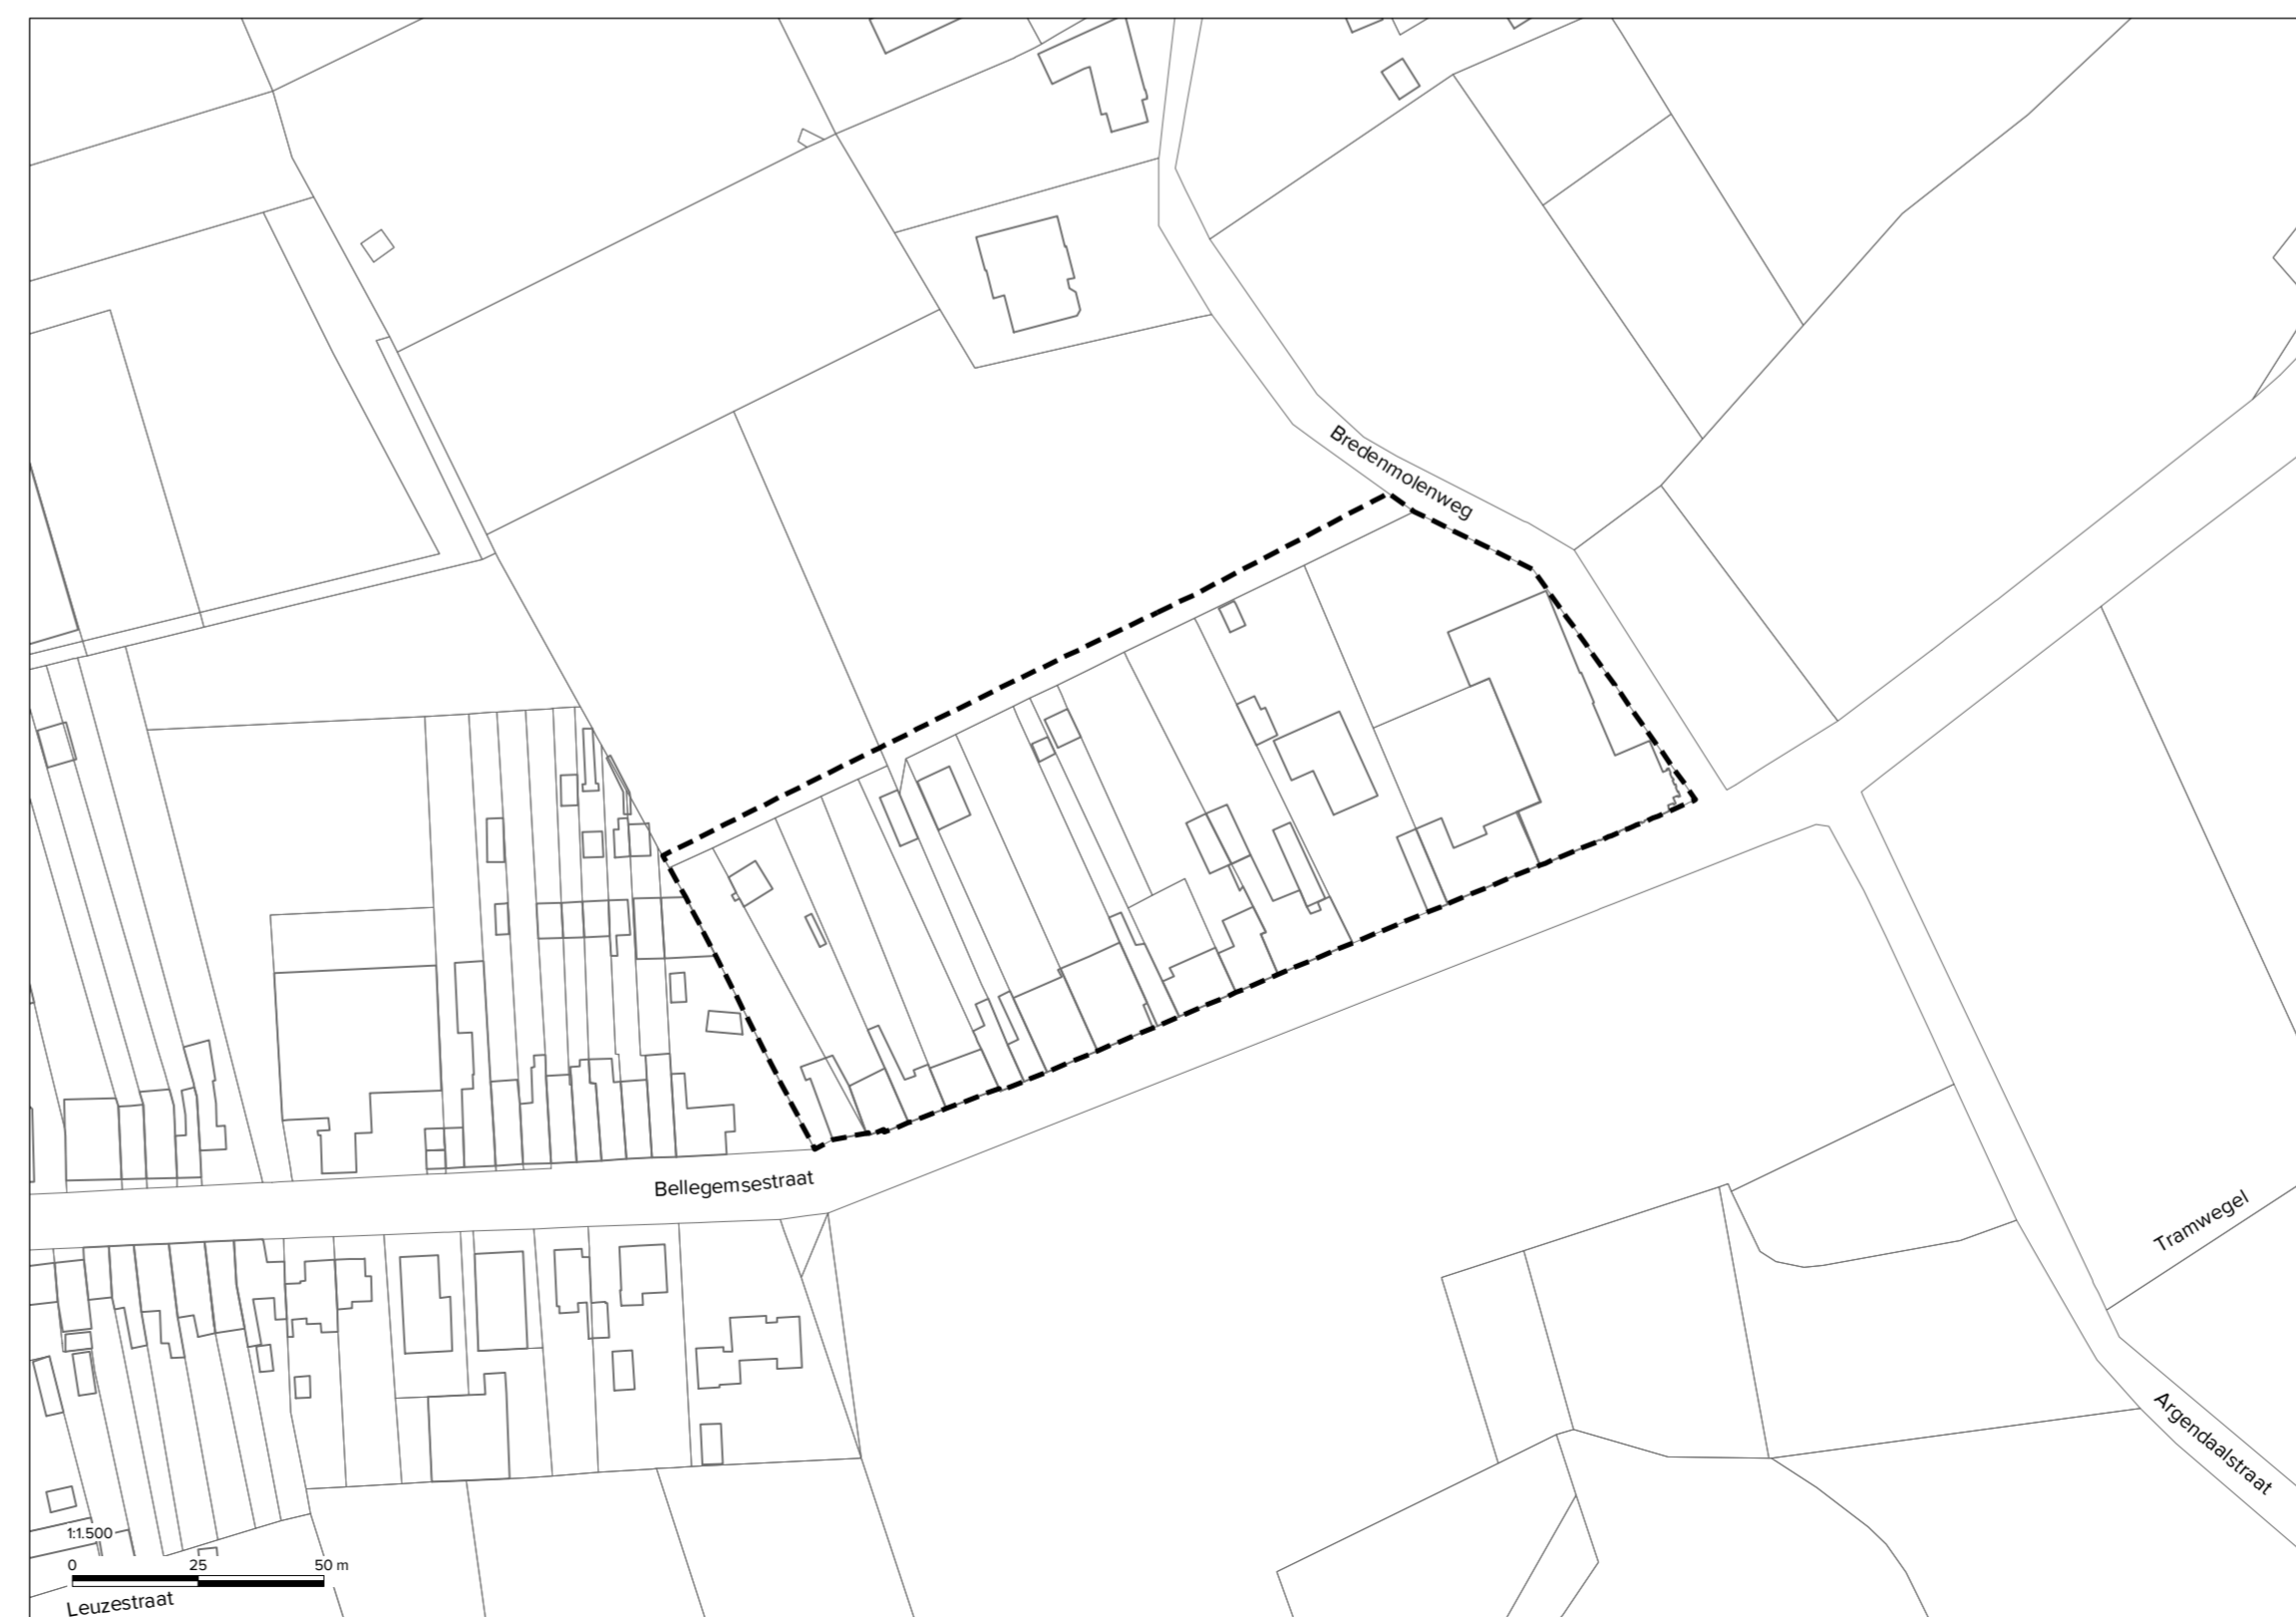 Bredenmolenweg
Bellegemsestraat
Tramwegel
Argendaalstraat
1:1.500
0 25 50 m
Leuzestraat